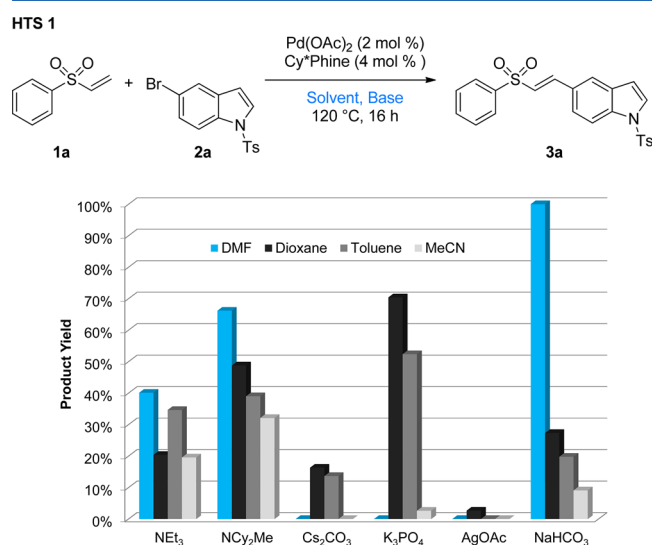 HTS 1
O O
S
1a
+
Br
N
Ts
2a
Pd(OAc)₂ (2 mol %)
Cy*Phine (4 mol % )
Solvent, Base
120 °C, 16 h
O O
S
N
Ts
3a
Product Yield
100%
90%
80%
70%
60%
50%
40%
30%
20%
10%
0%
DMF Dioxane Toluene MeCN
NEt₃ NCy₂Me Cs₂CO₃ K₃PO₄ AgOAc NaHCO₃